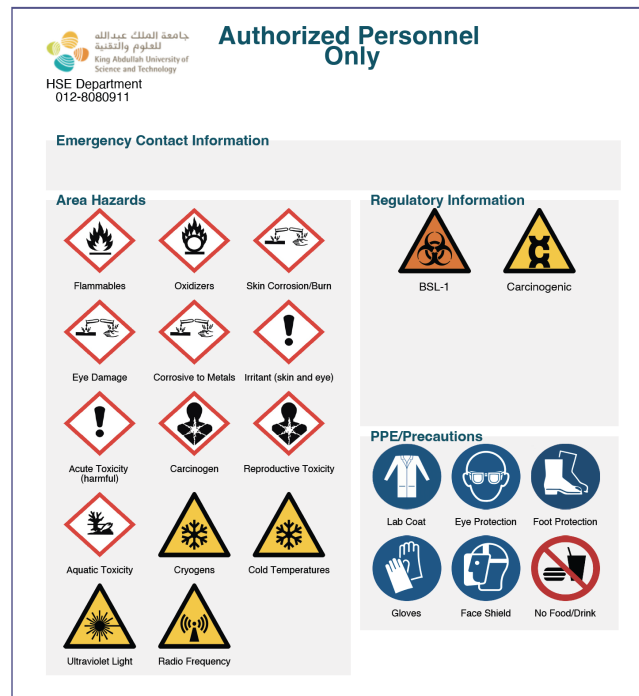 جامعة الملك عبدالله
للعلوم والتقنية
King Abdullah University of
Science and Technology
HSE Department
012-8080911
Authorized Personnel
Only
Emergency Contact Information
Area Hazards
Flammables
Oxidizers
Skin Corrosion/Burn
Eye Damage
Corrosive to Metals
Irritant (skin and eye)
Acute Toxicity
(harmful)
Carcinogen
Reproductive Toxicity
Aquatic Toxicity
Cryogens
Cold Temperatures
Ultraviolet Light
Radio Frequency
Regulatory Information
BSL-1
Carcinogenic
PPE/Precautions
Lab Coat
Eye Protection
Foot Protection
Gloves
Face Shield
No Food/Drink